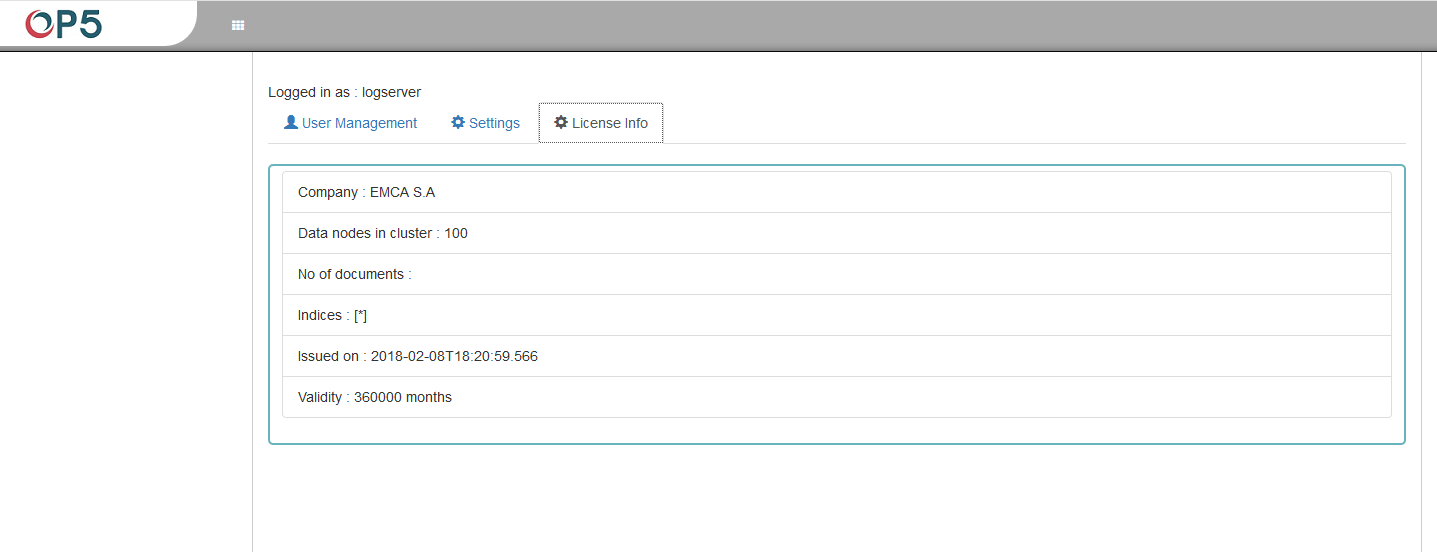 OP5
Logged in as : logserver
User Management Settings License Info
Company : EMCA S.A
Data nodes in cluster : 100
No of documents :
Indices : [*]
Issued on : 2018-02-08T18:20:59.566
Validity : 360000 months